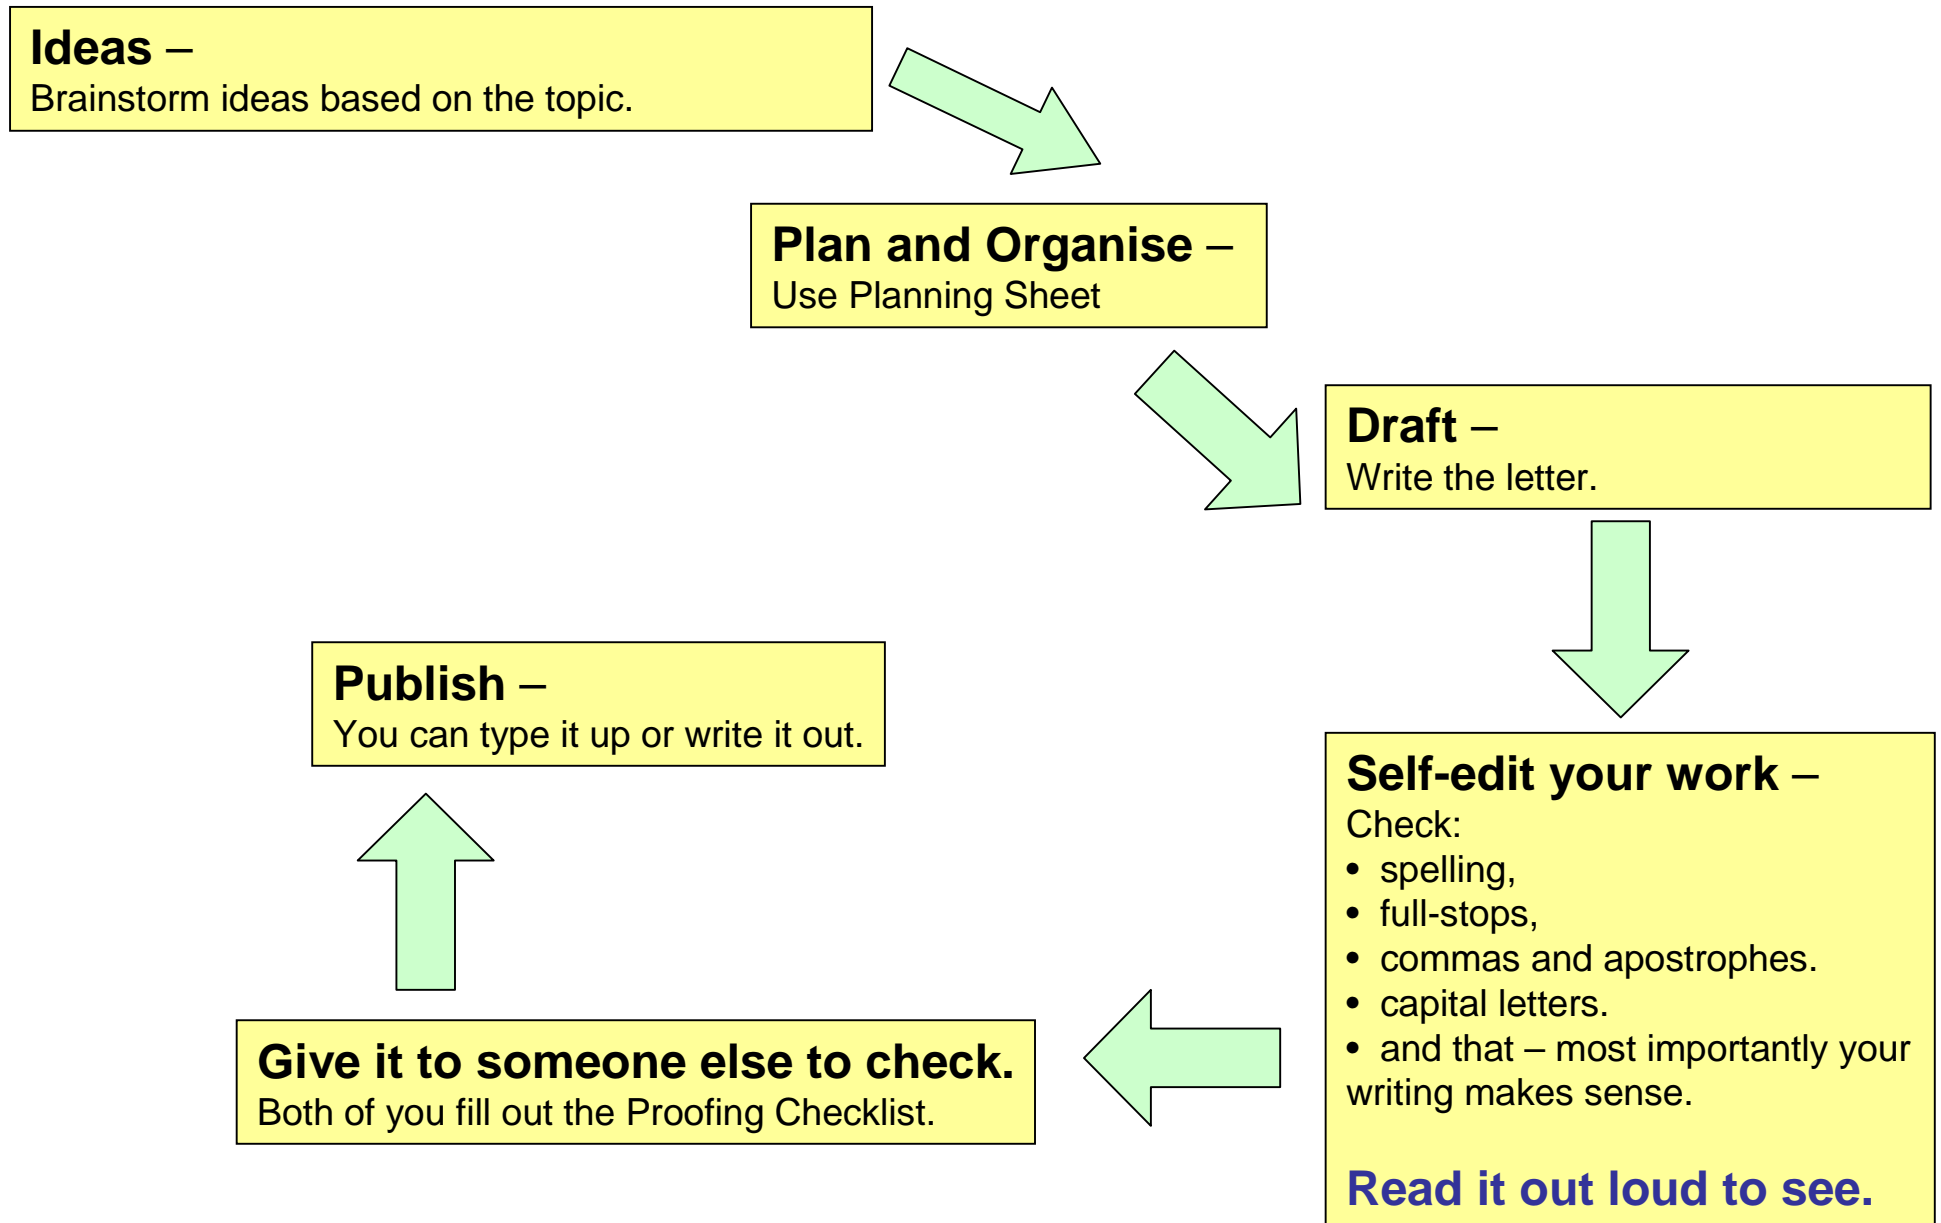 Ideas –
Brainstorm ideas based on the topic.
Plan and Organise –
Use Planning Sheet
Draft –
Write the letter.
Self-edit your work –
Check:
• spelling,
• full-stops,
• commas and apostrophes.
• capital letters.
• and that – most importantly your
writing makes sense.
Read it out loud to see.
Give it to someone else to check.
Both of you fill out the Proofing Checklist.
Publish –
You can type it up or write it out.